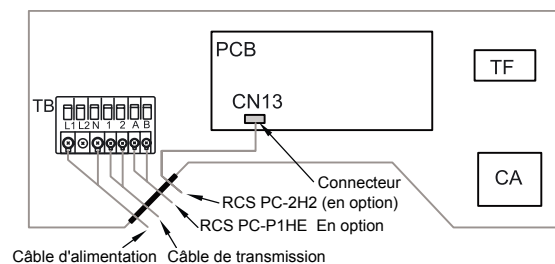 PCB
TF
CN13
TB
L1 L2 N 1 2 A B
Connecteur
CA
RCS PC-2H2 (en option)
RCS PC-P1HE En option
Câble d'alimentation
Câble de transmission